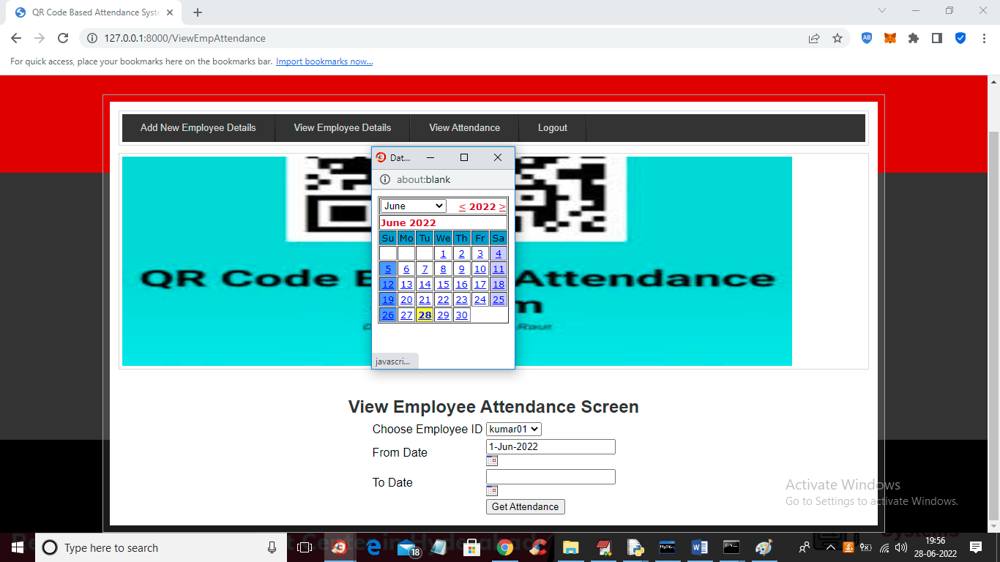 QR Code Based Attendance Syste
127.0.0.1:8000/ViewEmpAttendance
For quick access, place your bookmarks here on the bookmarks bar. Import bookmarks now...
Add New Employee Details View Employee Details View Attendance Logout
Dat...
about:blank
June < 2022 >
June 2022
Su Mo Tu We Th Fr Sa
1 2 3 4
5 6 7 8 9 10 11
12 13 14 15 16 17 18
19 20 21 22 23 24 25
26 27 28 29 30
javascri...
QR Code Attendance
View Employee Attendance Screen
Choose Employee ID kumar01
From Date 1-Jun-2022
To Date
Get Attendance
Activate Windows
Go to Settings to activate Windows.
Type here to search
18
19:56
28-06-2022